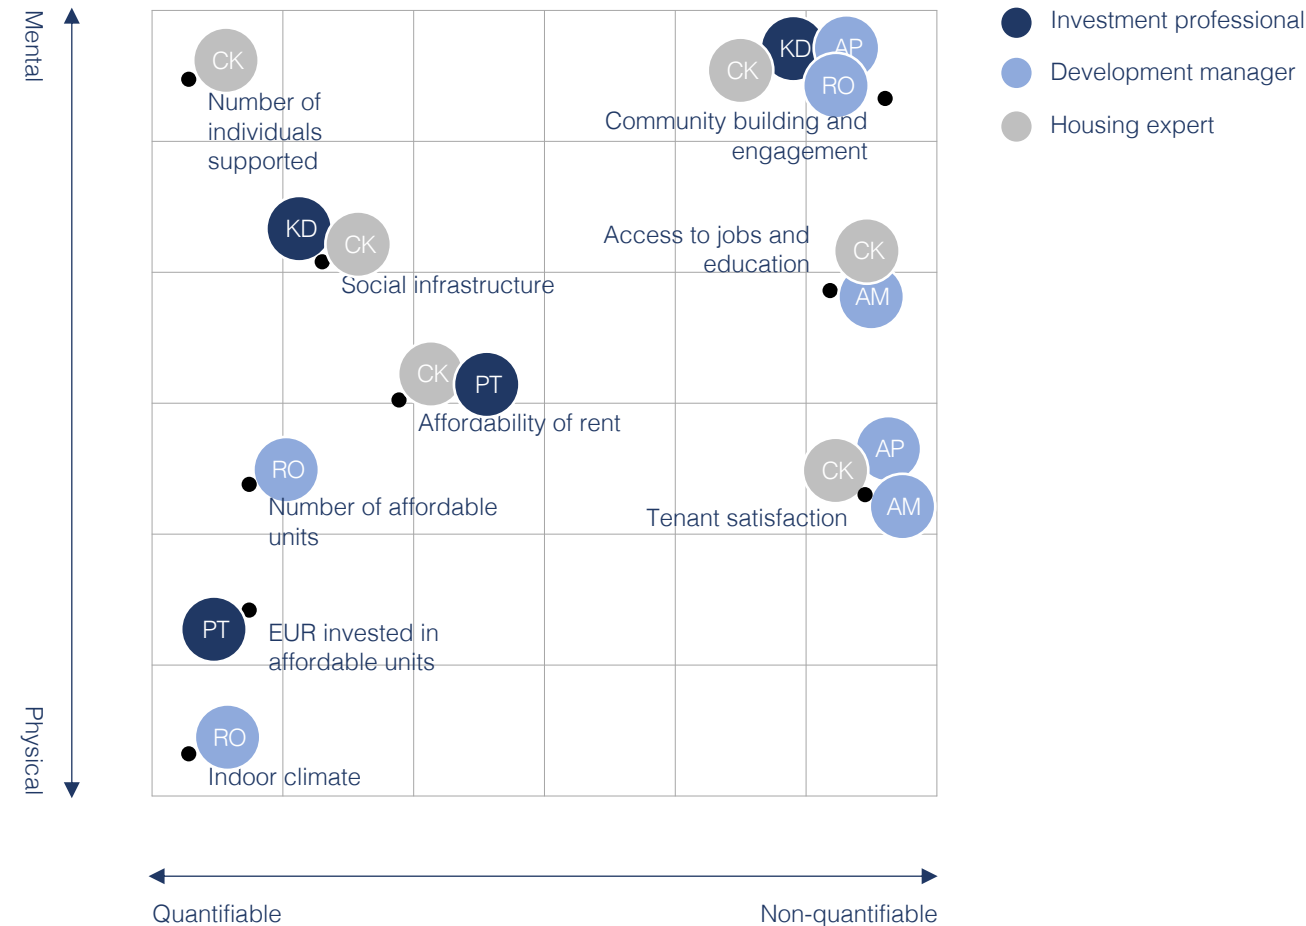 Mental
CK
Number of
individuals
supported
CK
KD
AP
RO
Community building and
engagement
Investment professional
Development manager
Housing expert
KD
CK
Social infrastructure
Access to jobs and
education
CK
AM
CK
PT
Affordability of rent
RO
Number of affordable
units
CK
AP
AM
Tenant satisfaction
PT
EUR invested in
affordable units
RO
Indoor climate
Physical
Quantifiable
Non-quantifiable